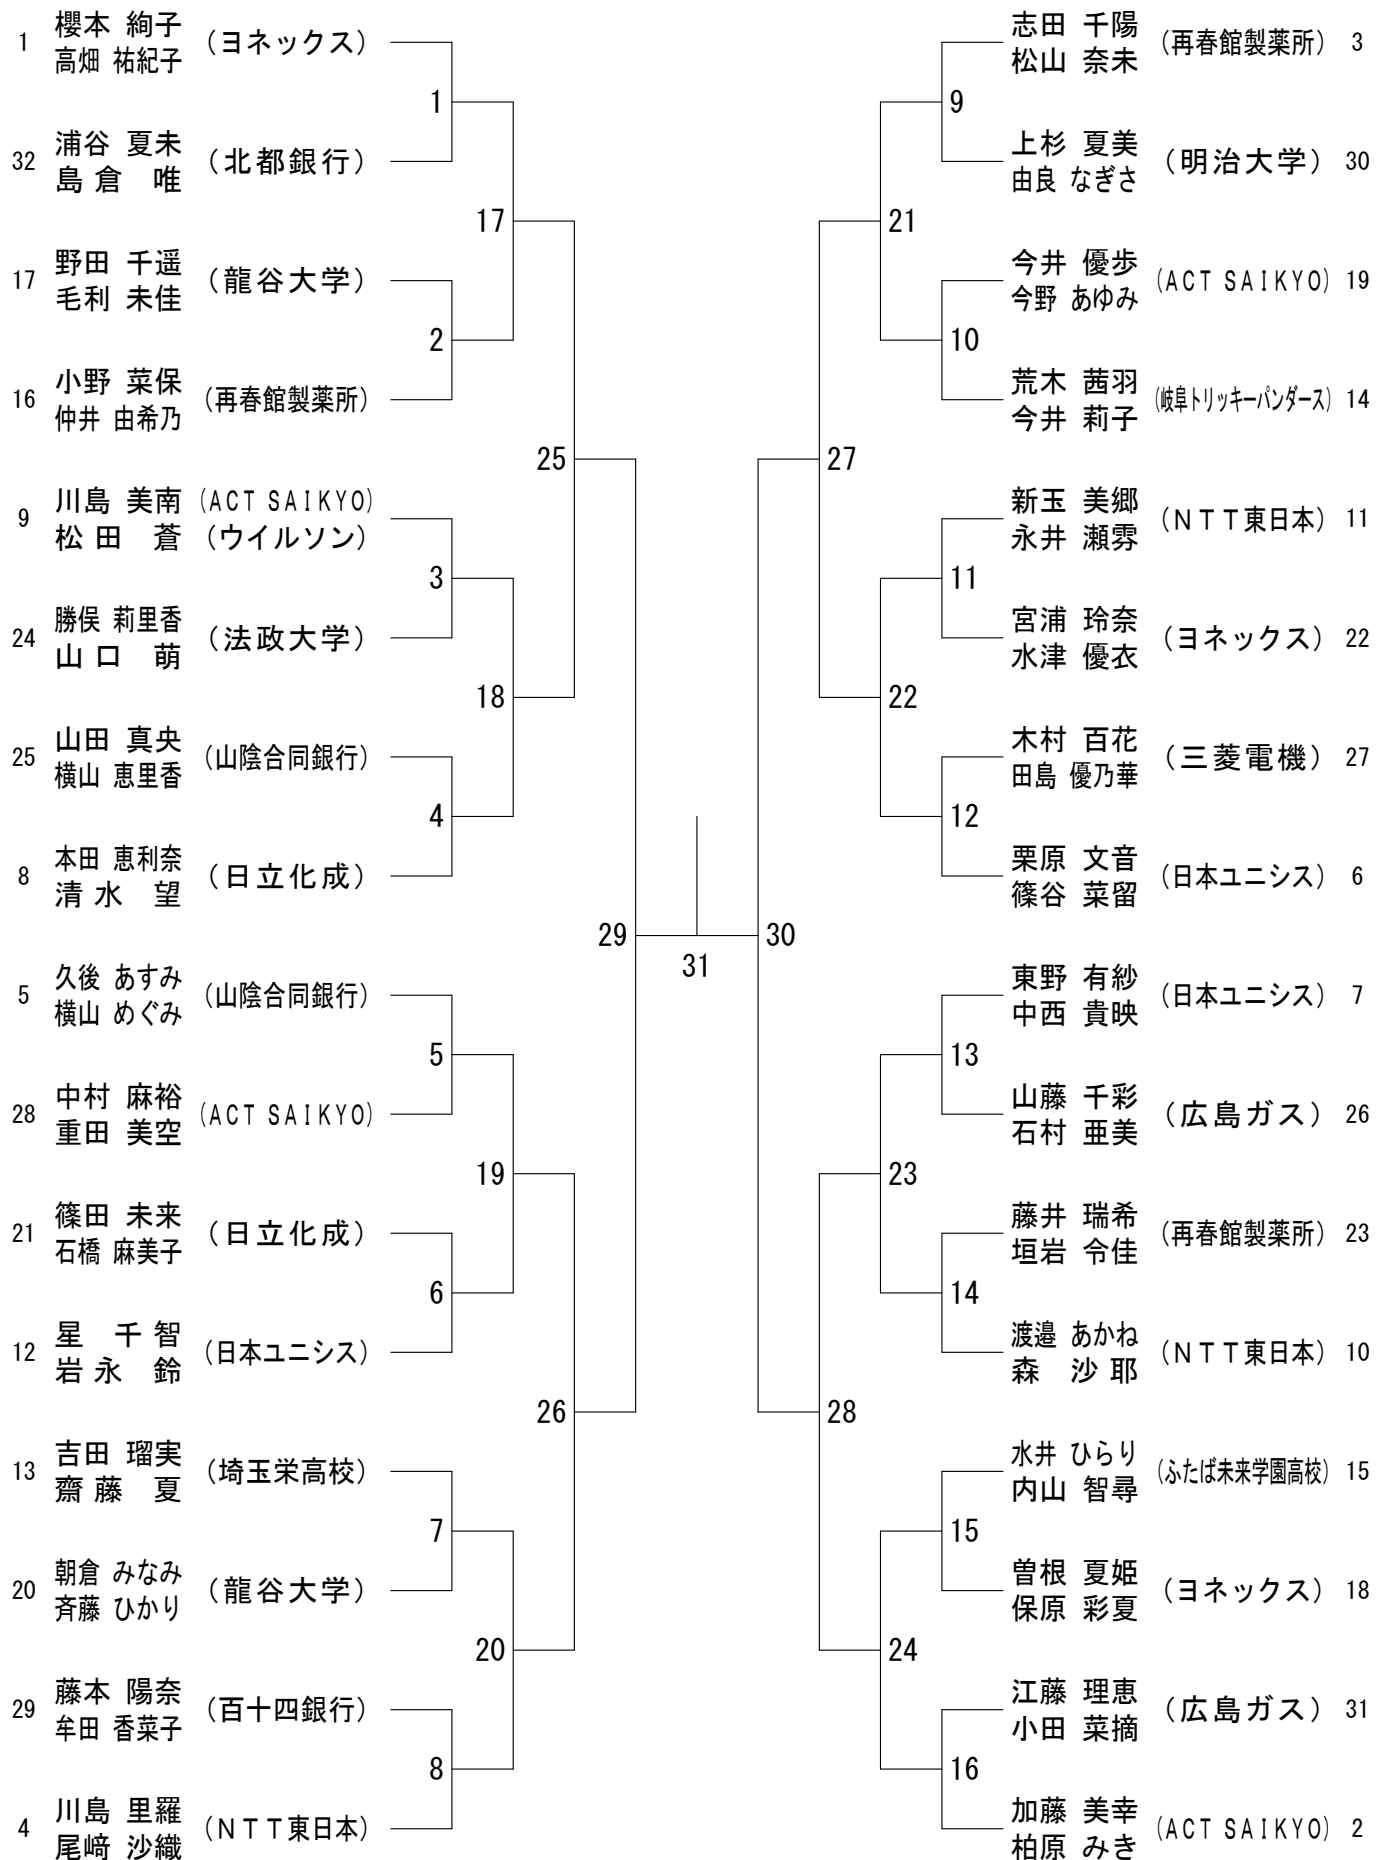 1 櫻本 絢子 (ヨネックス)
高畑 祐紀子
1
32 浦谷 夏未 (北都銀行)
島倉 唯
17
17 野田 千遥 (龍谷大学)
毛利 未佳
2
16 小野 菜保 (再春館製薬所)
仲井 由希乃
25
9 川島 美南 (ACT SAIKYO)
松田 蒼 (ウイルソン)
3
24 勝俣 莉里香 (法政大学)
山口 萌
18
25 山田 真央 (山陰合同銀行)
横山 恵里香
4
8 本田 恵利奈 (日立化成)
清水 望
29
5 久後 あすみ (山陰合同銀行)
横山 めぐみ
5
28 中村 麻裕 (ACT SAIKYO)
重田 美空
19
21 篠田 未来 (日立化成)
石橋 麻美子
6
12 星 千智 (日本ユニシス)
岩永 鈴
26
13 吉田 瑠実 (埼玉栄高校)
齋藤 夏
7
20 朝倉 みなみ (龍谷大学)
斉藤 ひかり
20
29 藤本 陽奈 (百十四銀行)
牟田 香菜子
8
4 川島 里羅 (NTT東日本)
尾﨑 沙織
31
志田 千陽 (再春館製薬所) 3
松山 奈未
9
上杉 夏美 (明治大学) 30
由良 なぎさ
21
今井 優歩 (ACT SAIKYO) 19
今野 あゆみ
10
荒木 茜羽 (岐阜トリッキーパンダース) 14
今井 莉子
27
新玉 美郷 (NTT東日本) 11
永井 瀬雰
11
宮浦 玲奈 (ヨネックス) 22
水津 優衣
22
木村 百花 (三菱電機) 27
田島 優乃華
12
栗原 文音 (日本ユニシス) 6
篠谷 菜留
30
東野 有紗 (日本ユニシス) 7
中西 貴映
13
山藤 千彩 (広島ガス) 26
石村 亜美
23
藤井 瑞希 (再春館製薬所) 23
垣岩 令佳
14
渡邉 あかね (NTT東日本) 10
森 沙耶
28
水井 ひらり (ふたば未来学園高校) 15
内山 智尋
15
曽根 夏姫 (ヨネックス) 18
保原 彩夏
24
江藤 理恵 (広島ガス) 31
小田 菜摘
16
加藤 美幸 (ACT SAIKYO) 2
柏原 みき